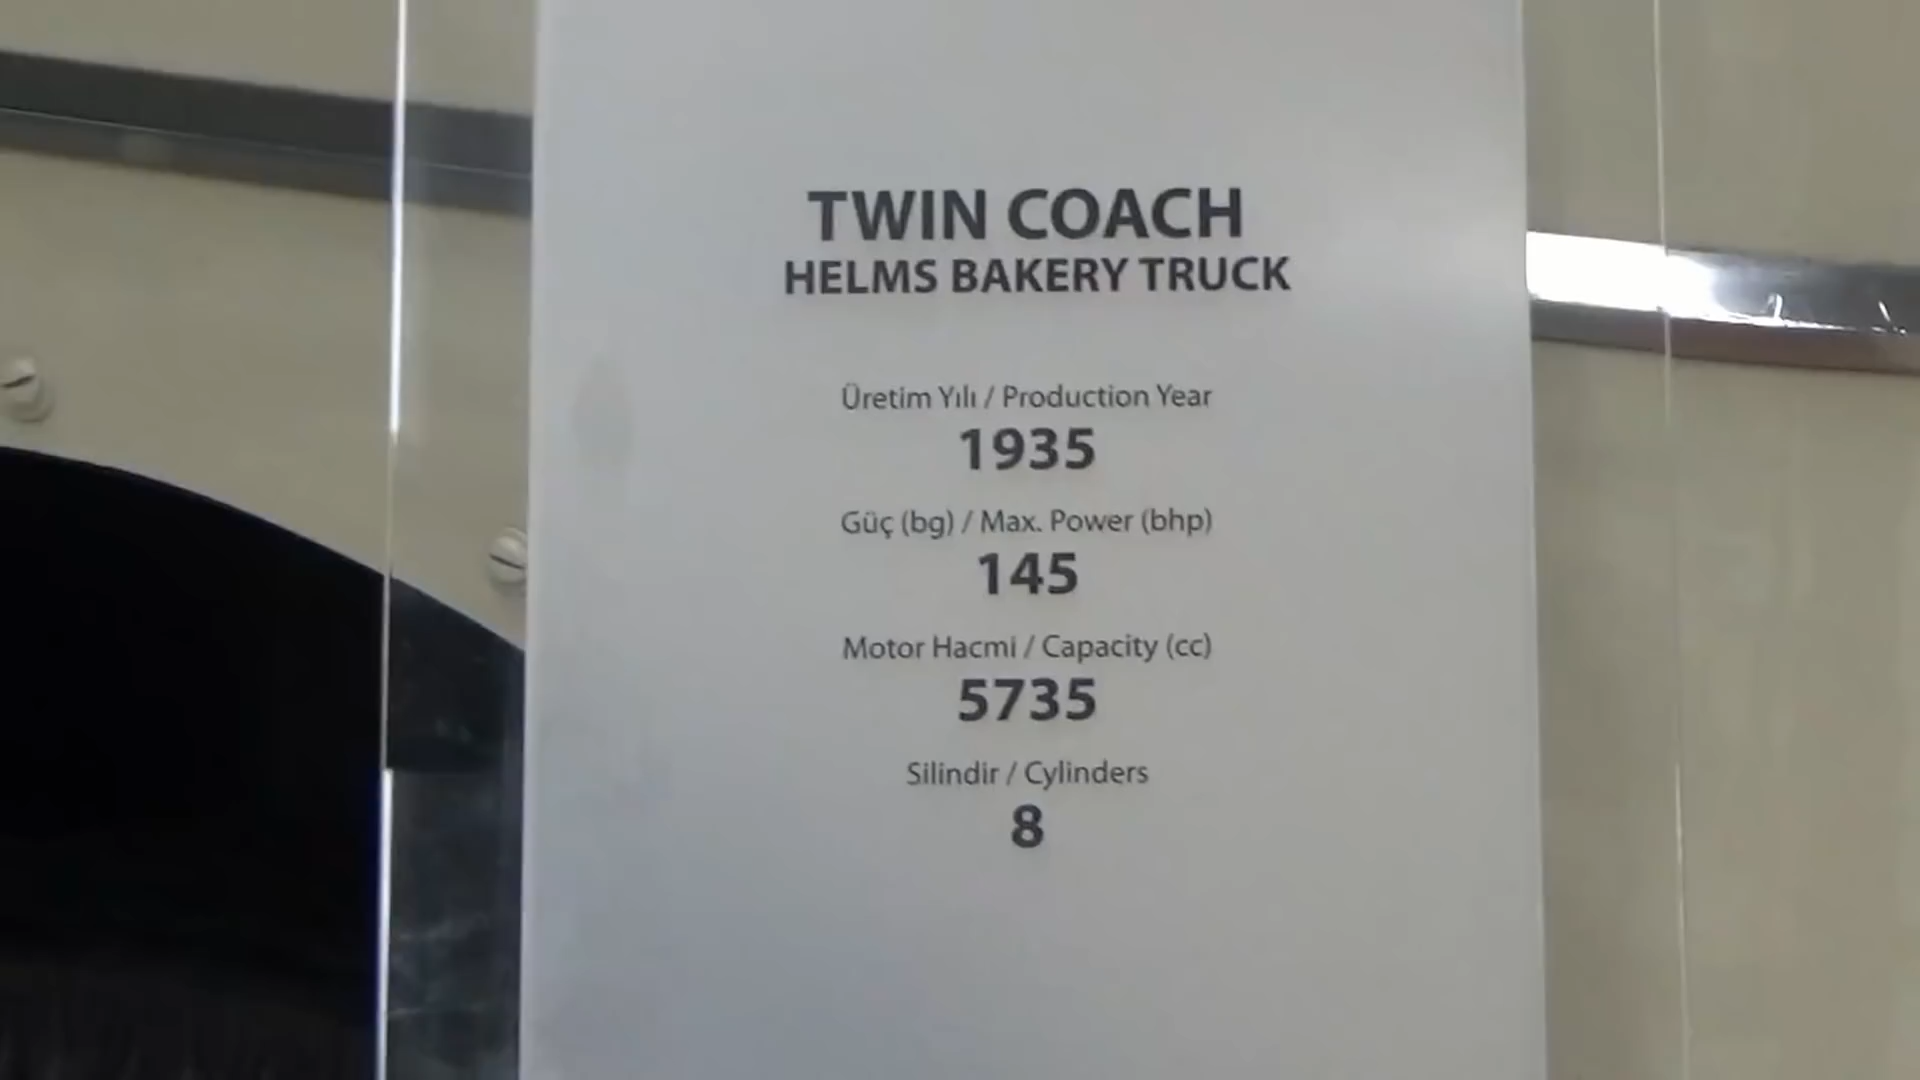 TWIN COACH
HELMS BAKERY TRUCK
Üretim Yılı / Production Year
1935
Güç (bg) / Max. Power (bhp)
145
Motor Hacmi / Capacity (cc)
5735
Silindir / Cylinders
8